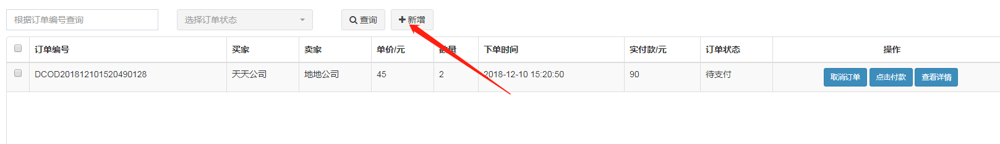 根据订单编号查询 选择订单状态 查询 新增
订单编号 买家 卖家 单价/元 数量 下单时间 实付款/元 订单状态 操作
DCOD201812101520490128 天天公司 地地公司 45 2 2018-12-10 15:20:50 90 待支付 取消订单 点击付款 查看详情